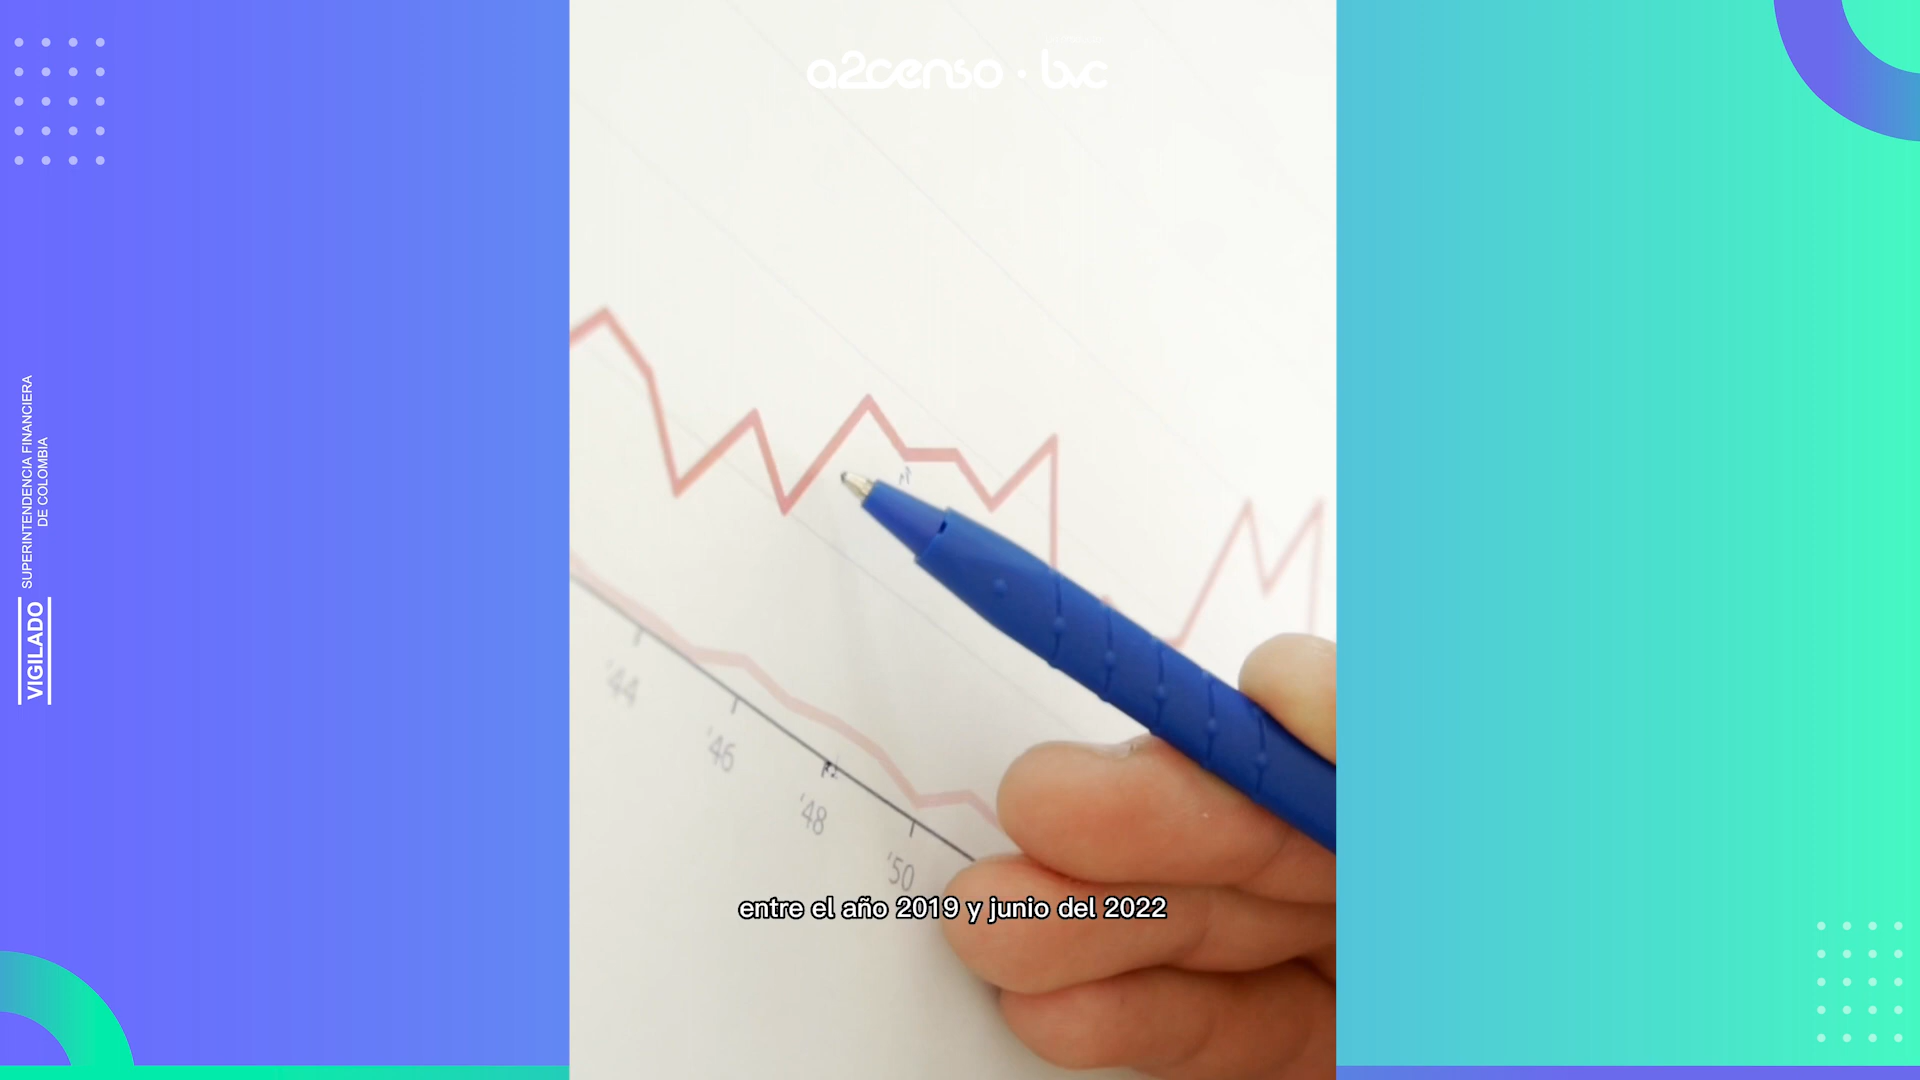 a2censo · bvc
SUPERINTENDENCIA FINANCIERA
DE COLOMBIA
VIGILADO
'44
'46
'48
'50
entre el año 2019 y junio del 2022